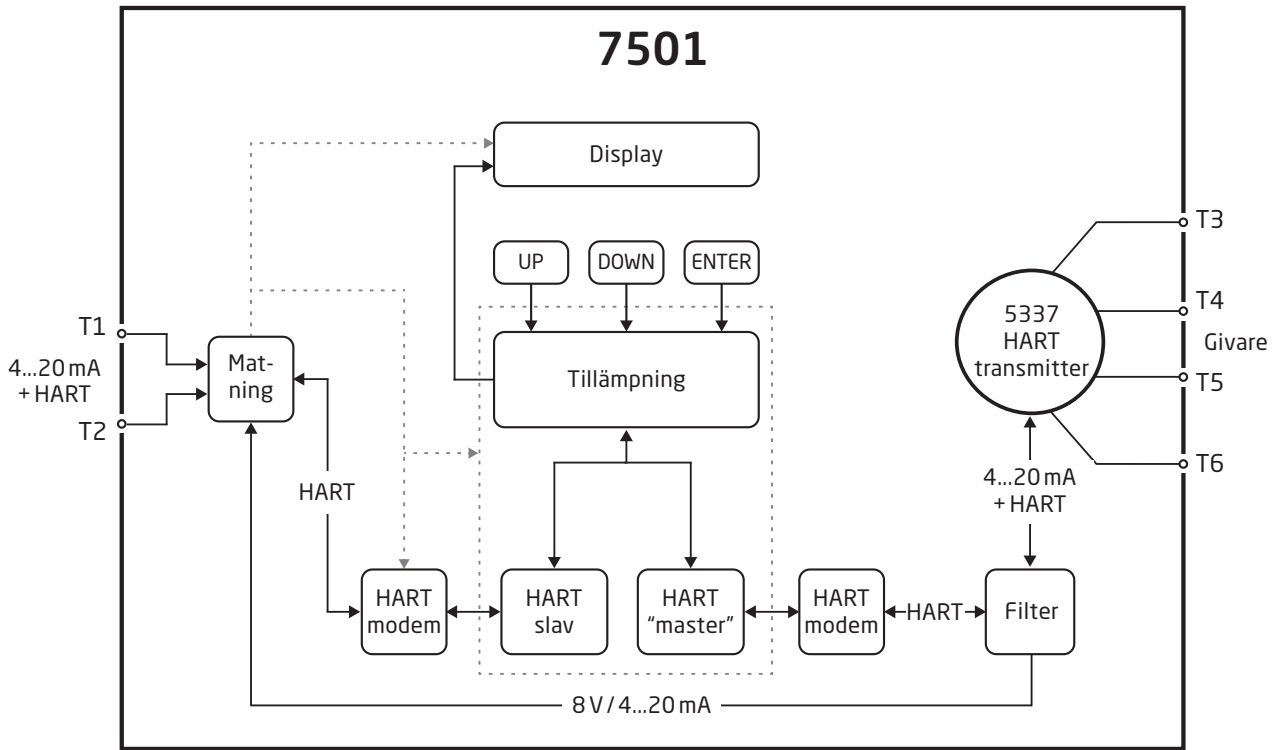 7501
Display
UP
DOWN
ENTER
T1
4...20 mA
+ HART
T2
Mat-
ning
Tillämpning
5337
HART
transmitter
T3
T4
Givare
T5
T6
HART
4...20 mA
+ HART
HART
modem
HART
slav
HART
“master”
HART
modem
HART
Filter
8 V / 4...20 mA